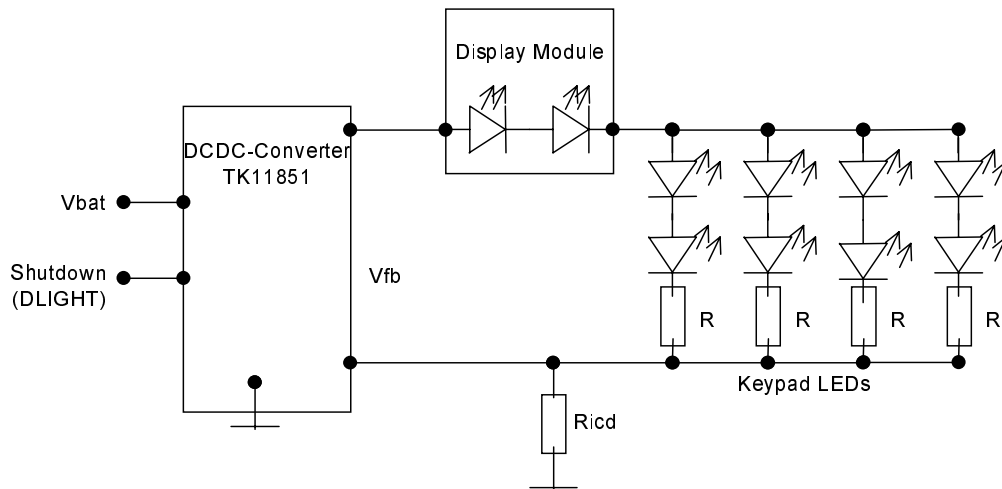 Display Module
DCDC-Converter
TK11851
Vbat
Shutdown
(DLIGHT)
Vfb
R
R
R
R
Keypad LEDs
Ricd